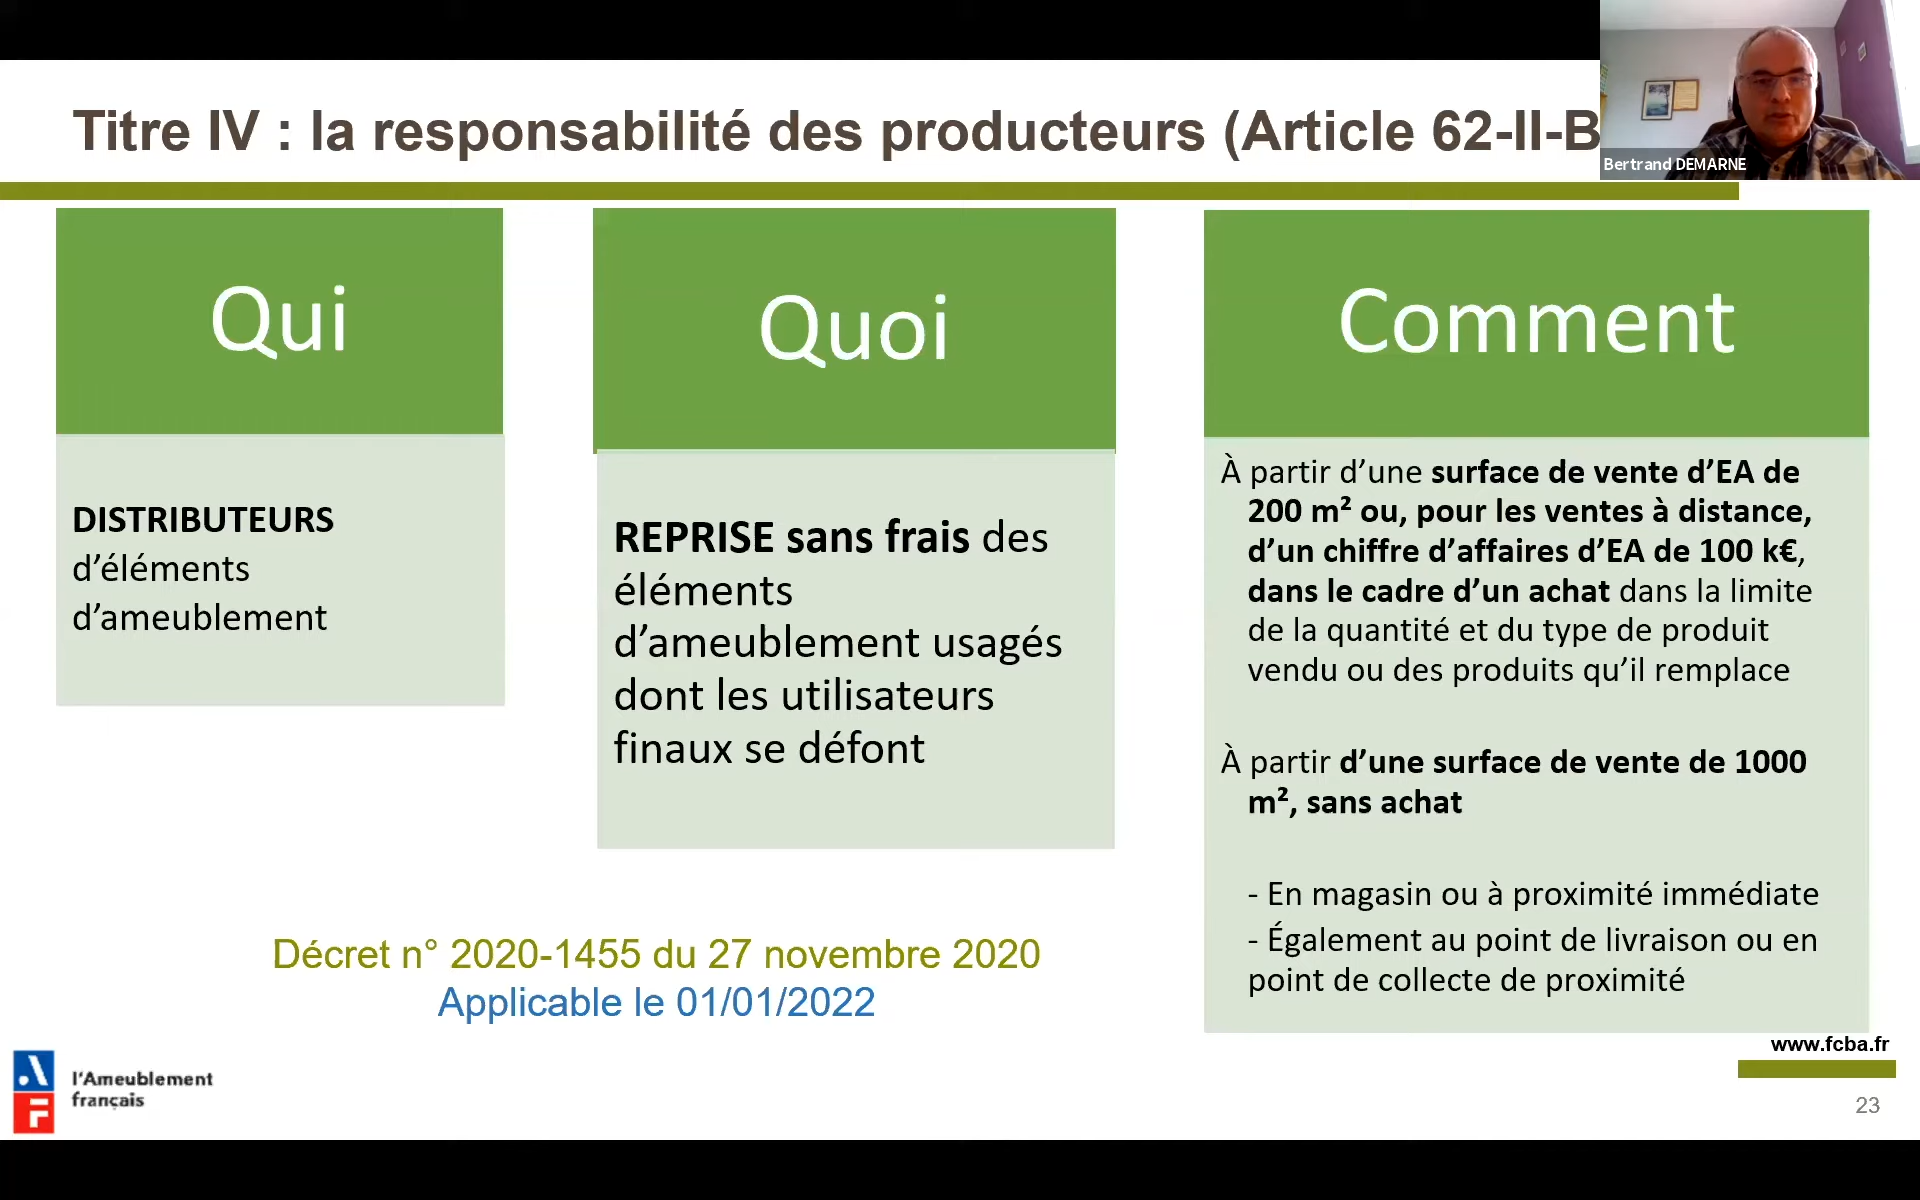 Titre IV : la responsabilité des producteurs (Article 62-II-B
Bertrand DEMARNE
Qui
DISTRIBUTEURS
d’éléments
d’ameublement
Quoi
REPRISE sans frais des
éléments
d’ameublement usagés
dont les utilisateurs
finaux se défont
Comment
À partir d’une surface de vente d’EA de
200 m² ou, pour les ventes à distance,
d’un chiffre d’affaires d’EA de 100 k€,
dans le cadre d’un achat dans la limite
de la quantité et du type de produit
vendu ou des produits qu’il remplace
À partir d’une surface de vente de 1000
m², sans achat
- En magasin ou à proximité immédiate
- Également au point de livraison ou en
point de collecte de proximité
Décret n° 2020-1455 du 27 novembre 2020
Applicable le 01/01/2022
www.fcba.fr
AF
l’Ameublement
français
23